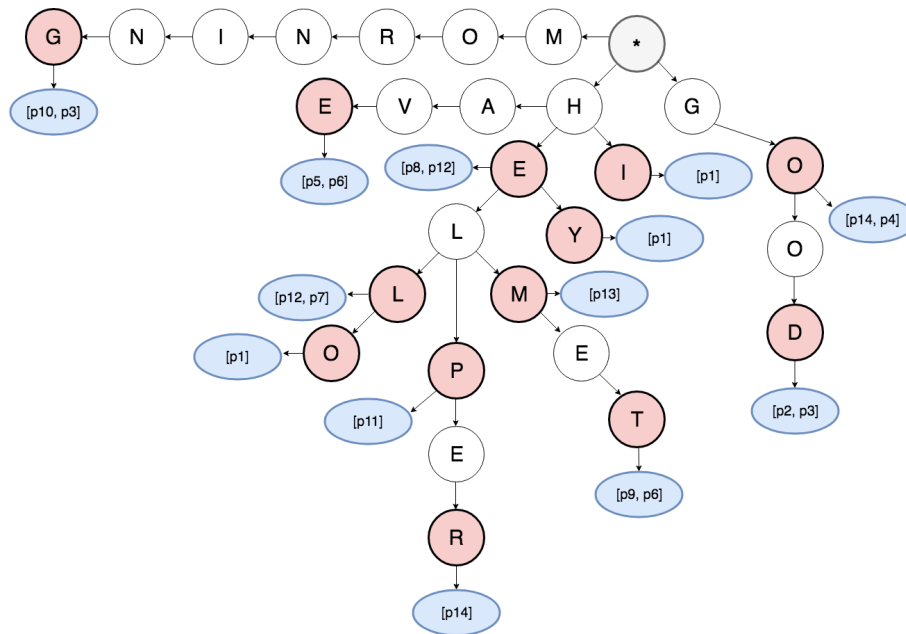 G N I N R O M *
E V A H G
[p10, p3]
[p8, p12] E I [p1] O
[p5, p6]
L Y [p1] [p14, p4]
O
[p12, p7] L M [p13]
D
[p1] O E
P
[p11] T [p2, p3]
E
[p9, p6]
R
[p14]